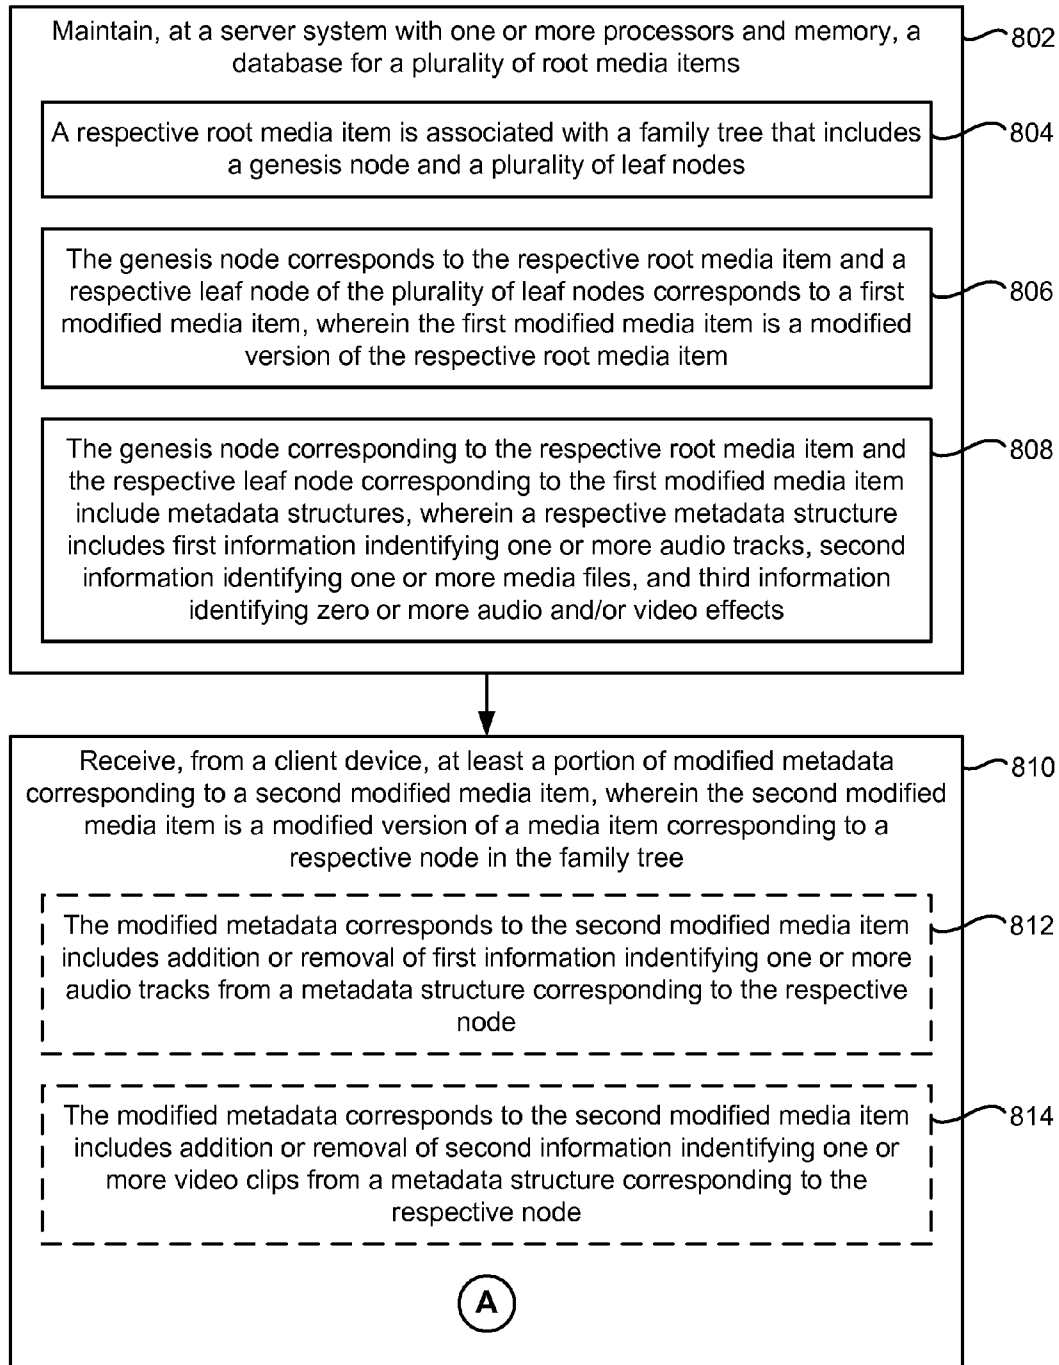 Maintain, at a server system with one or more processors and memory, a
database for a plurality of root media items
802
A respective root media item is associated with a family tree that includes
a genesis node and a plurality of leaf nodes
804
The genesis node corresponds to the respective root media item and a
respective leaf node of the plurality of leaf nodes corresponds to a first
modified media item, wherein the first modified media item is a modified
version of the respective root media item
806
The genesis node corresponding to the respective root media item and
the respective leaf node corresponding to the first modified media item
include metadata structures, wherein a respective metadata structure
includes first information indentifying one or more audio tracks, second
information identifying one or more media files, and third information
identifying zero or more audio and/or video effects
808
Receive, from a client device, at least a portion of modified metadata
corresponding to a second modified media item, wherein the second modified
media item is a modified version of a media item corresponding to a
respective node in the family tree
810
The modified metadata corresponds to the second modified media item
includes addition or removal of first information indentifying one or more
audio tracks from a metadata structure corresponding to the respective
node
812
The modified metadata corresponds to the second modified media item
includes addition or removal of second information indentifying one or
more video clips from a metadata structure corresponding to the
respective node
814
A